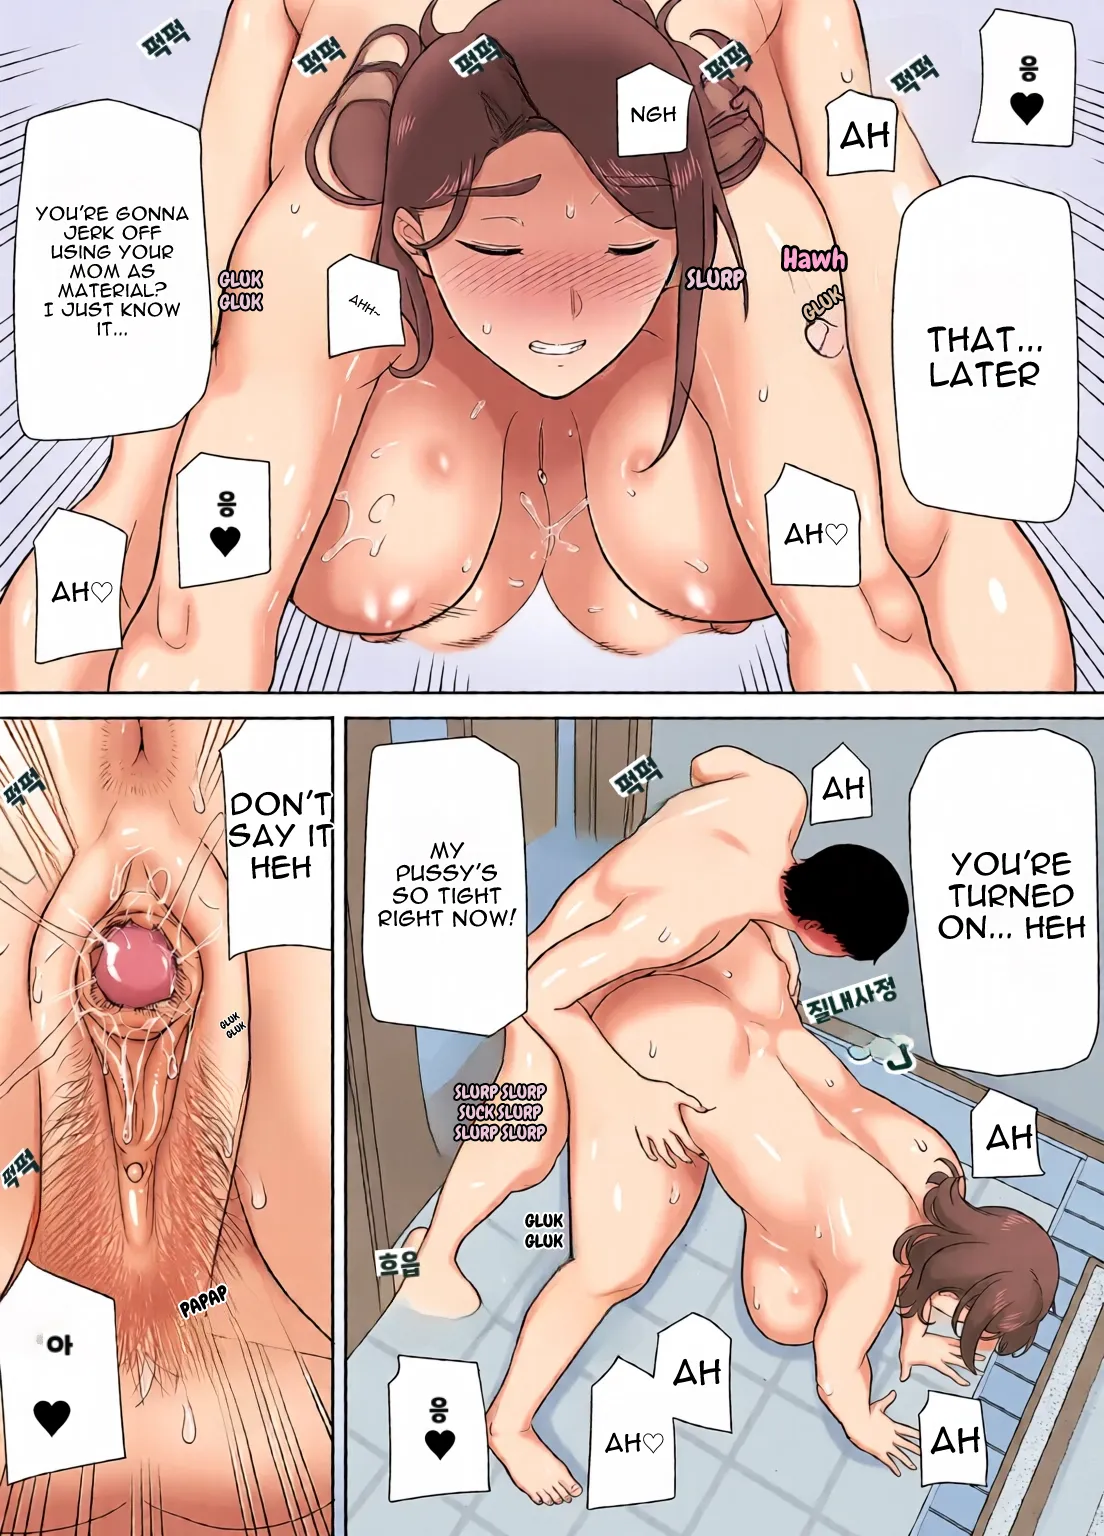 퍽퍽
퍽퍽
퍽퍽
퍽퍽
퍽퍽
응
♥
NGH
AH
YOU'RE GONNA
JERK OFF
USING YOUR
MOM AS
MATERIAL?
I JUST KNOW
IT...
GLUK
GLUK
AHH~
SLURP
Hawh
GLUK
THAT...
LATER
응
♥
AH♡
AH♡
퍽퍽
DON'T
SAY IT
HEH
GLUK
GLUK
퍽퍽
PAPAP
아
♥
MY
PUSSY'S
SO TIGHT
RIGHT NOW!
퍽퍽
AH
YOU'RE
TURNED
ON... HEH
질내사정
SLURP SLURP
SUCK SLURP
SLURP SLURP
AH
GLUK
GLUK
흐읍
응
♥
AH
AH♡
AH